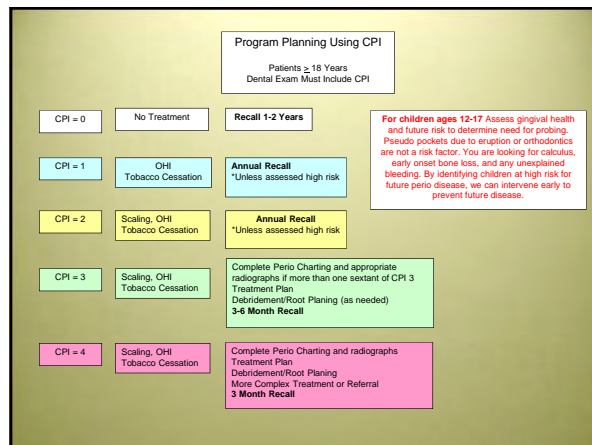 Program Planning Using CPI
Patients > 18 Years
Dental Exam Must Include CPI
CPI = 0
No Treatment
Recall 1-2 Years
For children ages 12-17 Assess gingival health
and future risk to determine need for probing.
Pseudo pockets due to eruption or orthodontics
are not a risk factor. You are looking for calculus,
early onset bone loss, and any unexplained
bleeding. By identifying children at high risk for
future perio disease, we can intervene early to
prevent future disease.
CPI = 1
OHI
Tobacco Cessation
Annual Recall
*Unless assessed high risk
CPI = 2
Scaling, OHI
Tobacco Cessation
Annual Recall
*Unless assessed high risk
CPI = 3
Scaling, OHI
Tobacco Cessation
Complete Perio Charting and appropriate
radiographs if more than one sextant of CPI 3
Treatment Plan
Debridement/Root Planing (as needed)
3-6 Month Recall
CPI = 4
Scaling, OHI
Tobacco Cessation
Complete Perio Charting and radiographs
Treatment Plan
Debridement/Root Planing
More Complex Treatment or Referral
3 Month Recall